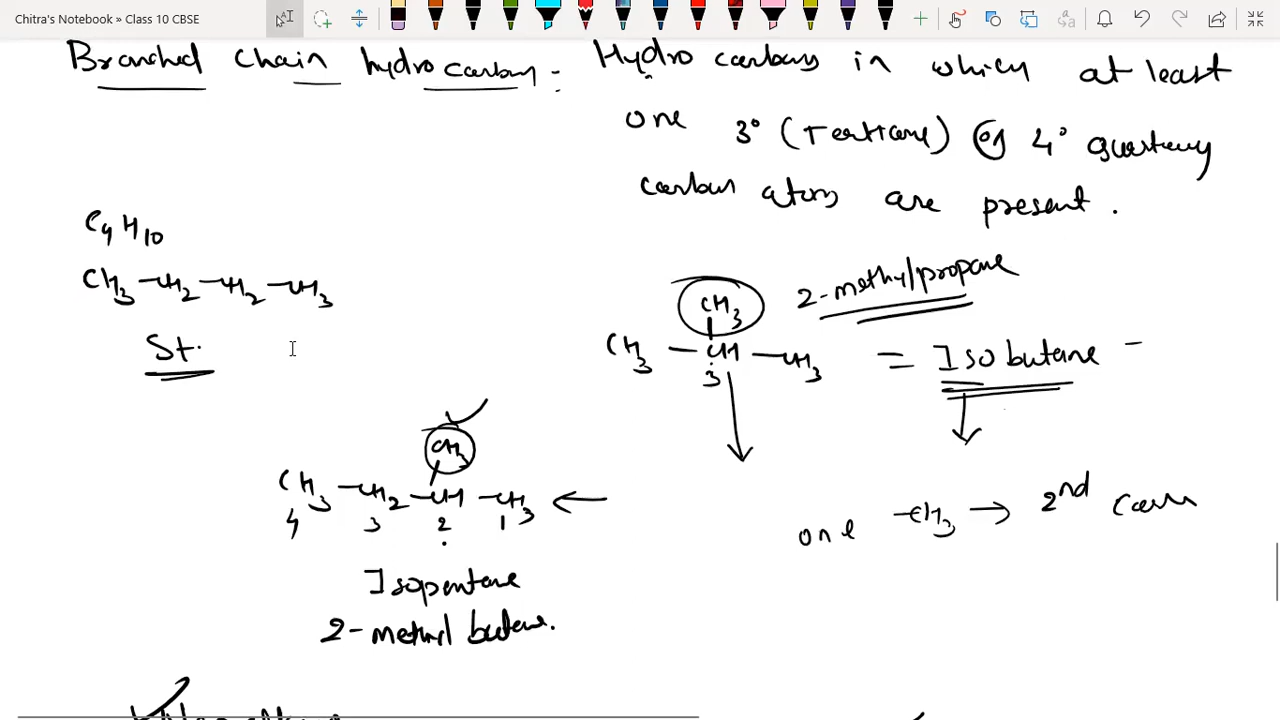 Chitra's Notebook » Class 10 CBSE
Branched chain hydrocarbon :- Hydrocarbons in which at least
one 3° (Tertiary) or 4° quarterny
carbon atoms are present.
C4H10
CH3 - CH2 - CH2 - CH3
St.
CH3
2-methylpropane
CH3 - CH - CH3 = Isobutane -
3
CH3
CH3 - CH2 - CH - CH3
4 3 2 1
one - CH3 → 2nd
Isopentane
2-methyl butane.